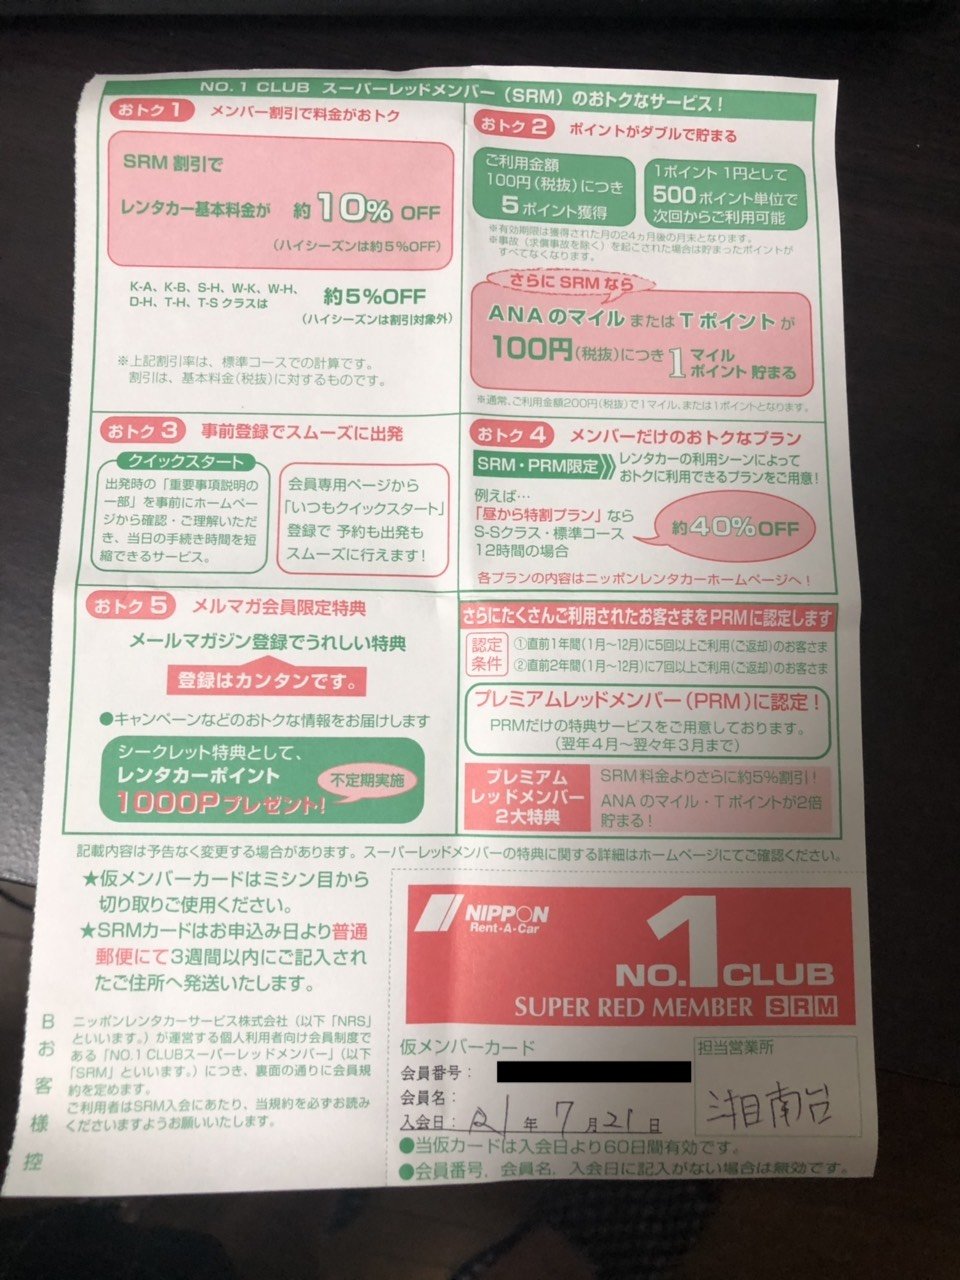 NO.1 CLUB スーパーレッドメンバー（SRM）のおトクなサービス！
おトク 1
メンバー割引で料金がおトク
SRM 割引で
レンタカー基本料金が 約10% OFF
（ハイシーズンは約5%OFF）
K-A、K-B、S-H、W-K、W-H、
D-H、T-H、T-S クラスは
約5%OFF
（ハイシーズンは割引対象外）
※上記割引率は、標準コースでの計算です。
割引は、基本料金（税抜）に対するものです。
おトク 2
ポイントがダブルで貯まる
ご利用金額
100円（税抜）につき
5ポイント獲得
1ポイント 1円として
500ポイント単位で
次回からご利用可能
※有効期限は獲得された月の24ヵ月後の月末となります。
※事故（求償事故を除く）を起こされた場合は貯まったポイントが
すべてなくなります。
さらに SRM なら
ANA のマイル または T ポイント が
100円（税抜）につき 1 マイル
ポイント 貯まる
※通常、ご利用金額200円（税抜）で1マイル、または1ポイントとなります。
おトク 3
事前登録でスムーズに出発
クイックスタート
出発時の「重要事項説明の
一部」を事前にホームペー
ジから確認・ご理解いただ
き、当日の手続き時間を短
縮できるサービス。
会員専用ページから
「いつもクイックスタート」
登録で 予約も出発も
スムーズに行えます！
おトク 4
メンバーだけのおトクなプラン
SRM・PRM限定
レンタカーの利用シーンによって
おトクに利用できるプランをご用意！
例えば…
「昼から特割プラン」なら
S-Sクラス・標準コース
12時間の場合
約40%OFF
各プランの内容はニッポンレンタカーホームページへ！
おトク 5
メルマガ会員限定特典
メールマガジン登録でうれしい特典
登録はカンタンです。
●キャンペーンなどのおトクな情報をお届けします
シークレット特典として、
レンタカーポイント
1000P プレゼント！
不定期実施
さらにたくさんご利用されたお客さまをPRMに認定します
認定
条件
①直前1年間（1月～12月）に5回以上ご利用（ご返却）のお客さま
②直前2年間（1月～12月）に7回以上ご利用（ご返却）のお客さま
プレミアムレッドメンバー（PRM）に認定！
PRMだけの特典サービスをご用意しております。
（翌年4月～翌々年3月まで）
プレミアム
レッドメンバー
2大特典
SRM 料金よりさらに約5%割引！
ANA のマイル・T ポイントが2倍
貯まる！
記載内容は予告なく変更する場合があります。スーパーレッドメンバーの特典に関する詳細はホームページにてご確認ください。
★仮メンバーカードはミシン目から
切り取りご使用ください。
★SRMカードはお申込み日より普通
郵便にて3週間以内にご記入され
たご住所へ発送いたします。
Bお客様控
ニッポンレンタカーサービス株式会社（以下「NRS」
といいます。）が運営する個人利用者向け会員制度で
ある「NO.1 CLUBスーパーレッドメンバー」（以下
「SRM」といいます。）につき、裏面の通りに会員規
約を定めます。
ご利用者はSRM入会にあたり、当規約を必ずお読み
くださいますようお願いいたします。
NIPPON
Rent-A-Car
NO.1 CLUB
SUPER RED MEMBER SRM
仮メンバーカード
担当営業所
会員番号：
会員名：
湘南台
入会日： 21 年 7 月 21 日
●当仮カードは入会日より60日間有効です。
●会員番号、会員名、入会日に記入がない場合は無効です。